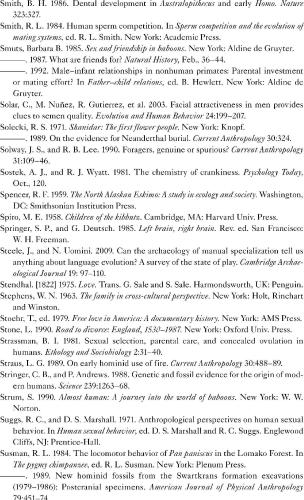 Smith, B. H. 1986. Dental development in Australopithecus and early Homo. Nature
323:327.
Smith, R. L. 1984. Human sperm competition. In Sperm competition and the evolution of
mating systems, ed. R. L. Smith. New York: Academic Press.
Smuts, Barbara B. 1985. Sex and friendship in baboons. New York: Aldine de Gruyter.
———. 1987. What are friends for? Natural History, Feb., 36–44.
———. 1992. Male–infant relationships in nonhuman primates: Parental investment
or mating effort? In Father–child relations, ed. B. Hewlett. New York: Aldine de
Gruyter.
Solar, C., M. Nuñez, R. Gutierrez, et al. 2003. Facial attractiveness in men provides
clues to semen quality. Evolution and Human Behavior 24:199–207.
Solecki, R. S. 1971. Shanidar: The first flower people. New York: Knopf.
———. 1989. On the evidence for Neanderthal burial. Current Anthropology 30:324.
Solway, J. S., and R. B. Lee. 1990. Foragers, genuine or spurious? Current Anthropology
31:109–46.
Sostek, A. J., and R. J. Wyatt. 1981. The chemistry of crankiness. Psychology Today,
Oct., 120.
Spencer, R. F. 1959. The North Alaskan Eskimo: A study in ecology and society. Washington,
DC: Smithsonian Institution Press.
Spiro, M. E. 1958. Children of the kibbutz. Cambridge, MA: Harvard Univ. Press.
Springer, S. P., and G. Deutsch. 1985. Left brain, right brain. Rev. ed. San Francisco:
W. H. Freeman.
Steele, J., and N. Uomini. 2009. Can the archaeology of manual specialization tell us
anything about language evolution? A survey of the state of play. Cambridge Archae-
ological Journal 19: 97–110.
Stendhal. [1822] 1975. Love. Trans. G. Sale and S. Sale. Harmondsworth, UK: Penguin.
Stephens, W. N. 1963. The family in cross-cultural perspective. New York: Holt, Rinehart
and Winston.
Stoehr, T., ed. 1979. Free love in America: A documentary history. New York: AMS Press.
Stone, L. 1990. Road to divorce: England, 1530–1987. New York: Oxford Univ. Press.
Strassman, B. I. 1981. Sexual selection, parental care, and concealed ovulation in
humans. Ethology and Sociobiology 2:31–40.
Straus, L. G. 1989. On early hominid use of fire. Current Anthropology 30:488–89.
Stringer, C. B., and P. Andrews. 1988. Genetic and fossil evidence for the origin of mod-
ern humans. Science 239:1263–68.
Strum, S. 1990. Almost human: A journey into the world of baboons. New York: W. W.
Norton.
Suggs, R. C., and D. S. Marshall. 1971. Anthropological perspectives on human sexual
behavior. In Human sexual behavior, ed. D. S. Marshall and R. C. Suggs. Englewood
Cliffs, NJ: Prentice-Hall.
Susman, R. L. 1984. The locomotor behavior of Pan paniscus in the Lomako Forest. In
The pygmy chimpanzee, ed. R. L. Susman. New York: Plenum Press.
———. 1989. New hominid fossils from the Swartkrans formation excavations
(1979–1986): Postcranial specimens. American Journal of Physical Anthropology
79:451–74